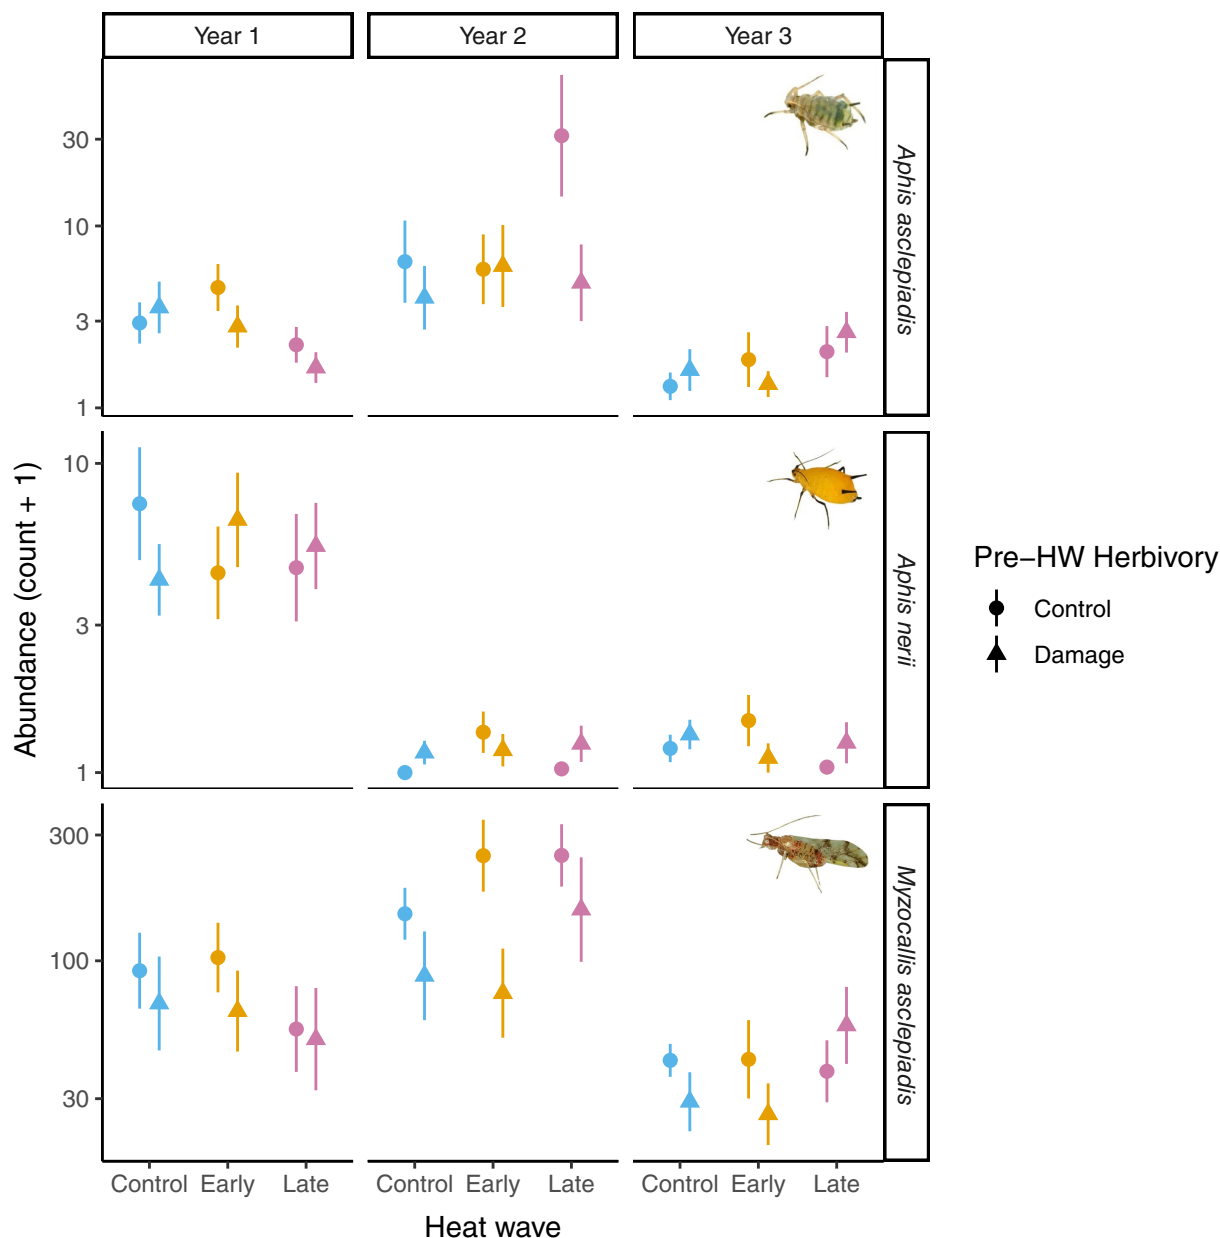 Year 1
Year 2
Year 3
30
10
3
1
Aphis asclepiadis
10
3
1
Aphis nerii
300
100
30
Myzocallis asclepiadis
Abundance (count + 1)
Control Early Late
Control Early Late
Control Early Late
Heat wave
Pre−HW Herbivory
Control
Damage